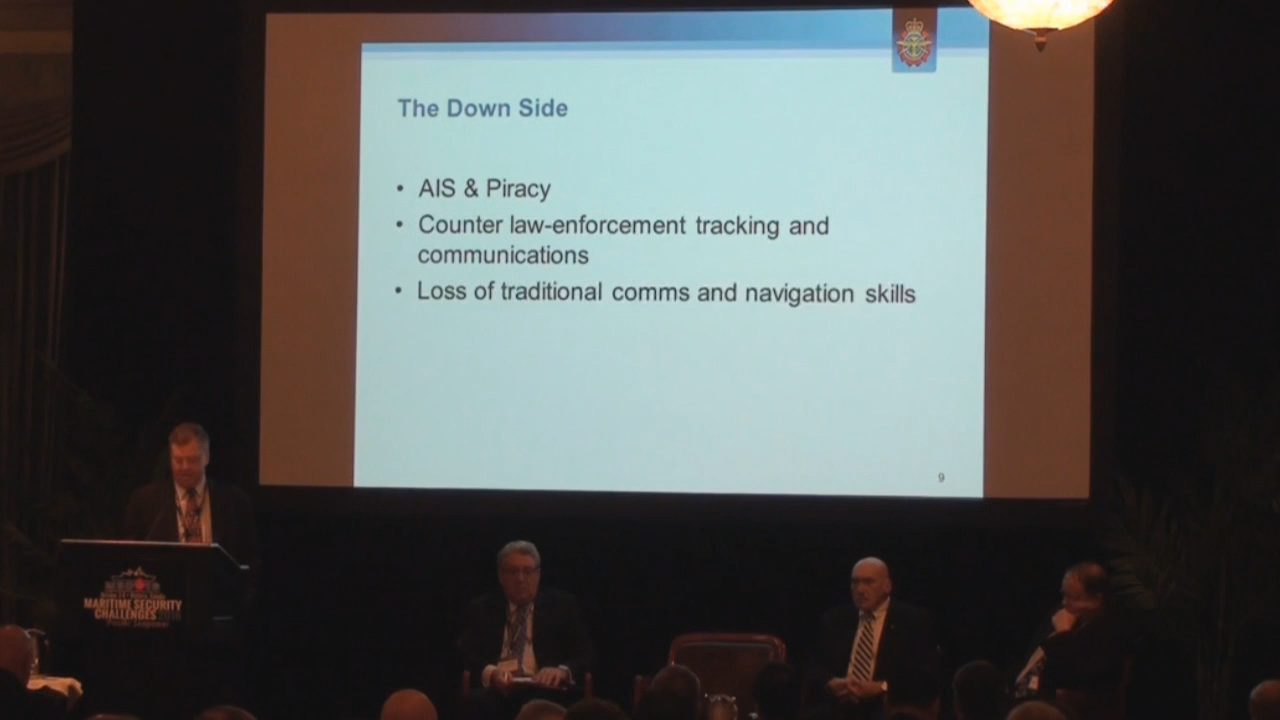 The Down Side
• AIS & Piracy
• Counter law-enforcement tracking and
communications
• Loss of traditional comms and navigation skills
9
MARITIME SECURITY
CHALLENGES